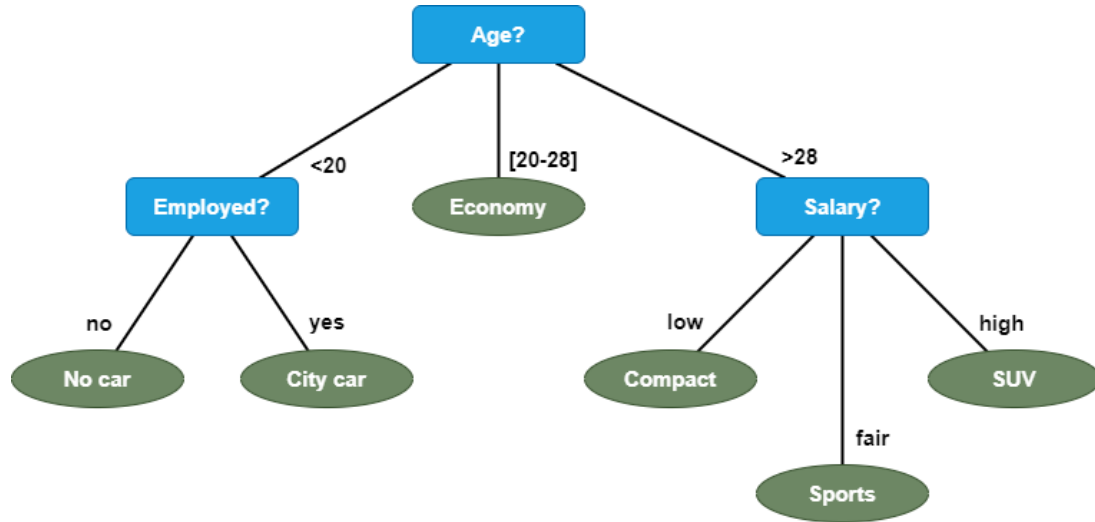 Age?
<20
[20-28]
>28
Employed?
Economy
Salary?
no
yes
low
high
No car
City car
Compact
SUV
fair
Sports